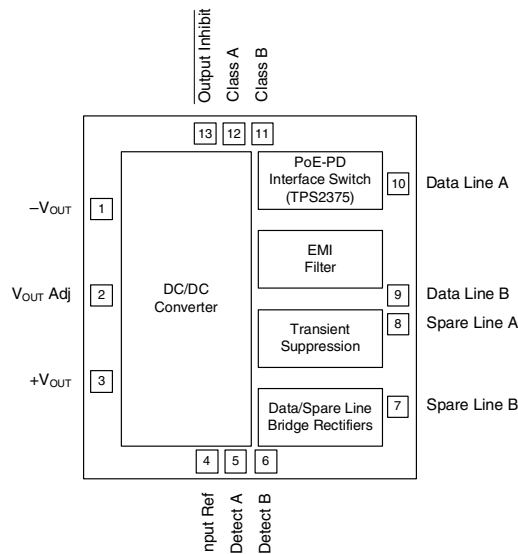 Output Inhibit
Class A
Class B
13
12
11
PoE-PD
Interface Switch
(TPS2375)
10
Data Line A
1
–VOUT
EMI
Filter
DC/DC
Converter
2
VOUT Adj
9
Data Line B
8
Spare Line A
Transient
Suppression
3
+VOUT
7
Spare Line B
Data/Spare Line
Bridge Rectifiers
4
5
6
nput Ref
Detect A
Detect B